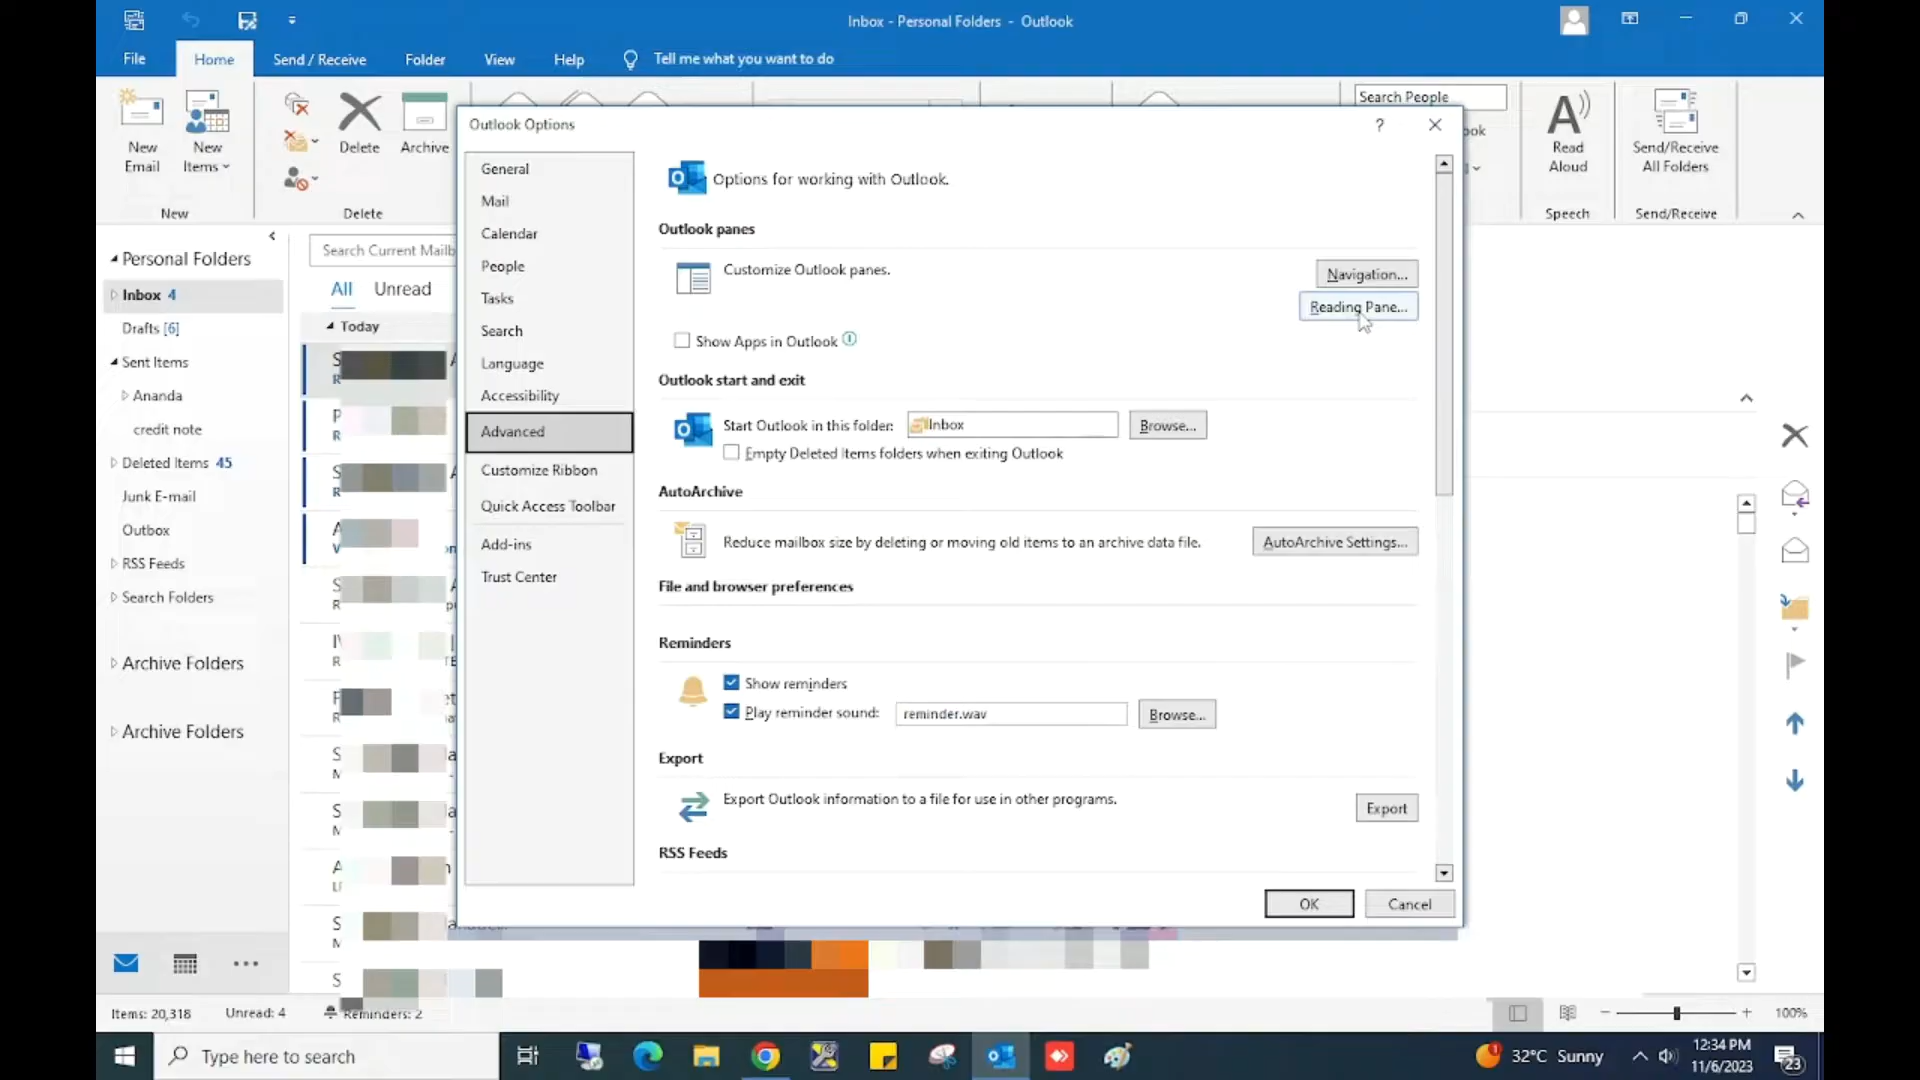 Inbox - Personal Folders - Outlook
File
Home
Send / Receive
Folder
View
Help
Tell me what you want to do
New
Email
New
Items
New
Delete
Archive
Delete
Search People
ook
Read
Aloud
Speech
Send/Receive
All Folders
Send/Receive
Personal Folders
Inbox 4
Drafts [6]
Sent Items
Ananda
credit note
Deleted Items 45
Junk E-mail
Outbox
RSS Feeds
Search Folders
Archive Folders
Archive Folders
Search Current Mailb
All Unread
Today
Outlook Options
?
General
Mail
Calendar
People
Tasks
Search
Language
Accessibility
Advanced
Customize Ribbon
Quick Access Toolbar
Add-ins
Trust Center
Options for working with Outlook.
Outlook panes
Customize Outlook panes.
Navigation...
Reading Pane...
Show Apps in Outlook
Outlook start and exit
Start Outlook in this folder: Inbox Browse...
Empty Deleted Items folders when exiting Outlook
AutoArchive
Reduce mailbox size by deleting or moving old items to an archive data file. AutoArchive Settings...
File and browser preferences
Reminders
Show reminders
Play reminder sound: reminder.wav Browse...
Export
Export Outlook information to a file for use in other programs. Export
RSS Feeds
OK Cancel
Items: 20,318 Unread: 4 Reminders: 2
100%
Type here to search
32°C Sunny
12:34 PM
11/6/2023
23